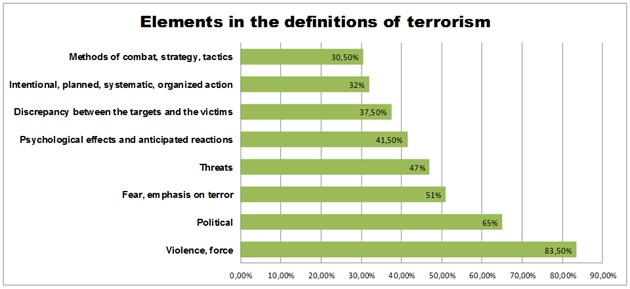 Elements in the definitions of terrorism
Methods of combat, strategy, tactics
30,50%
Intentional, planned, systematic, organized action
32%
Discrepancy between the targets and the victims
37,50%
Psychological effects and anticipated reactions
41,50%
Threats
47%
Fear, emphasis on terror
51%
Political
65%
Violence, force
83,50%
0,00% 10,00% 20,00% 30,00% 40,00% 50,00% 60,00% 70,00% 80,00% 90,00%